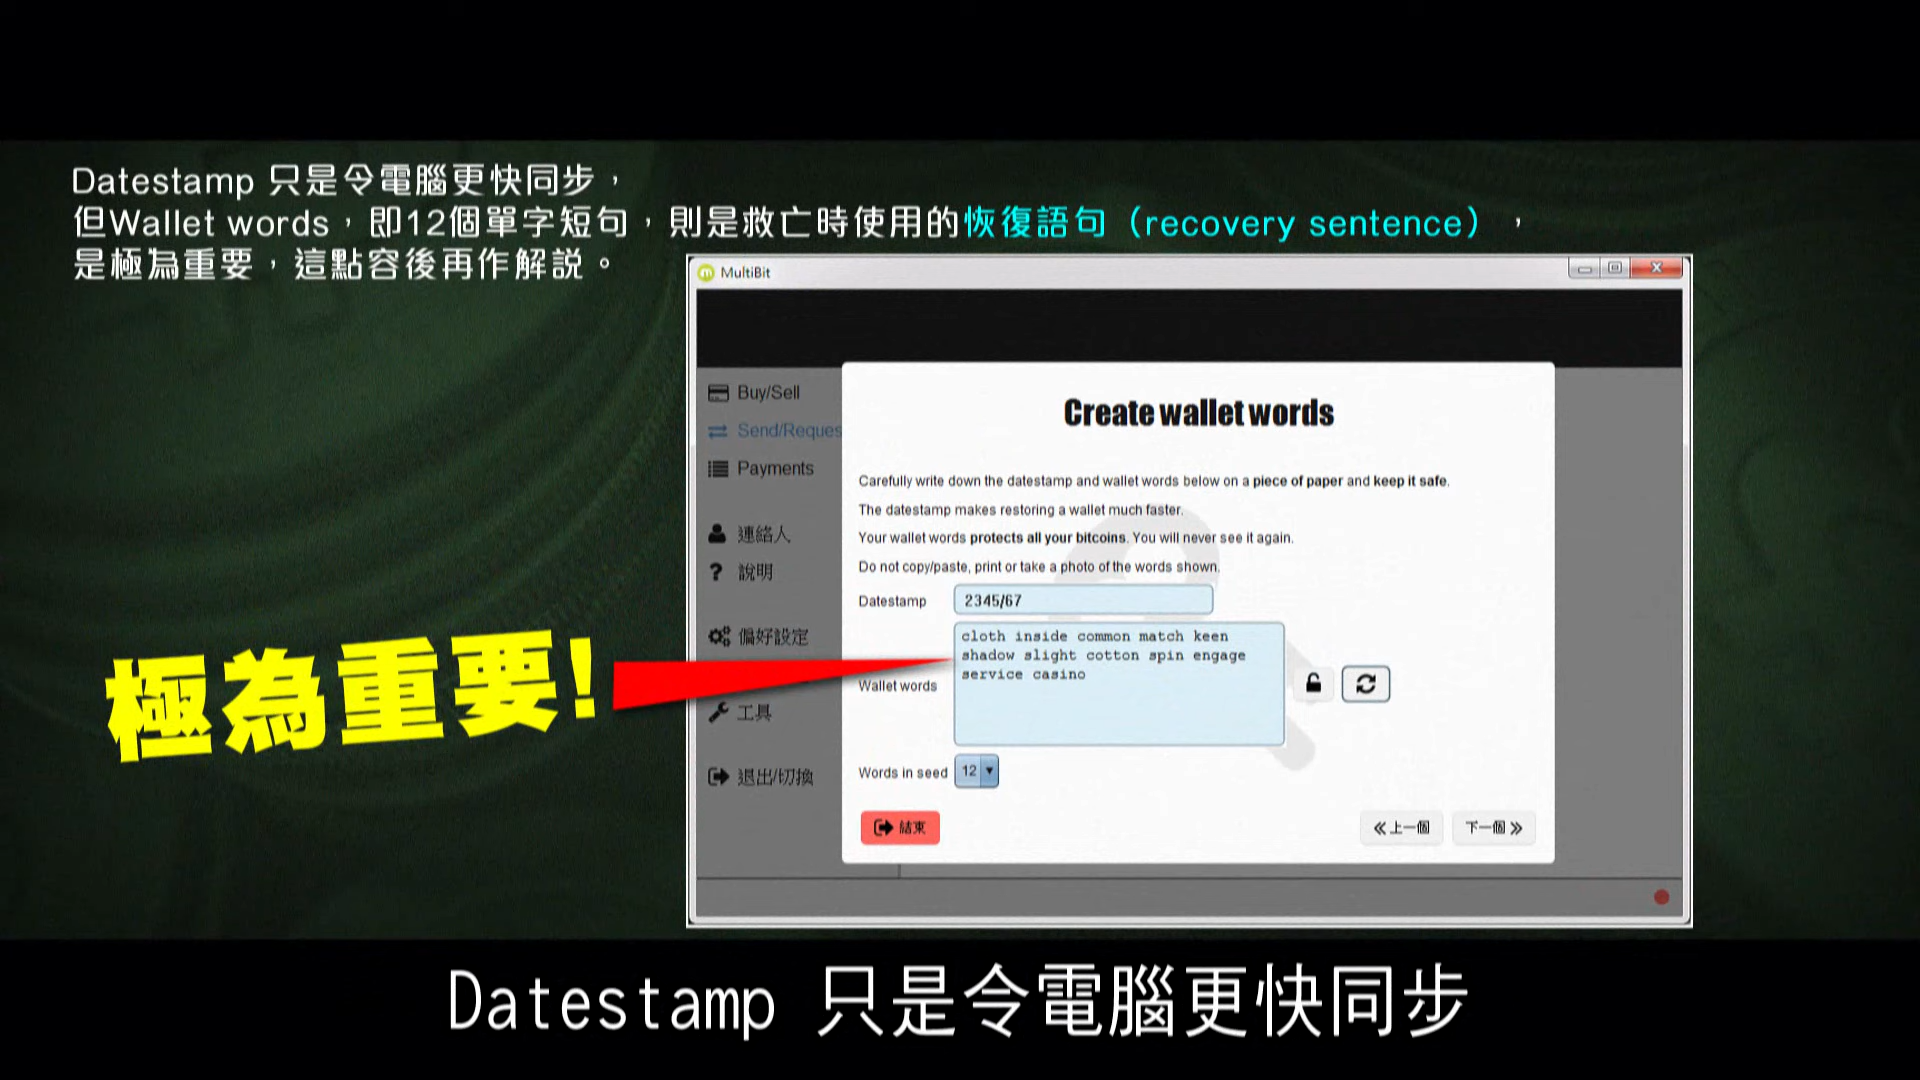 Datestamp 只是令電腦更快同步，
但Wallet words，即12個單字短句，則是救亡時使用的恢復語句（recovery sentence），
是極為重要，這點容後再作解説。
MultiBit
Buy/Sell
Send/Reques
Payments
連絡人
說明
偏好設定
工具
退出/切換
Create wallet words
Carefully write down the datestamp and wallet words below on a piece of paper and keep it safe.
The datestamp makes restoring a wallet much faster.
Your wallet words protects all your bitcoins. You will never see it again.
Do not copy/paste, print or take a photo of the words shown.
Datestamp 2345/67
Wallet words
cloth inside common match keen
shadow slight cotton spin engage
service casino
Words in seed 12
結束
上一個
下一個
極為重要!
Datestamp 只是令電腦更快同步